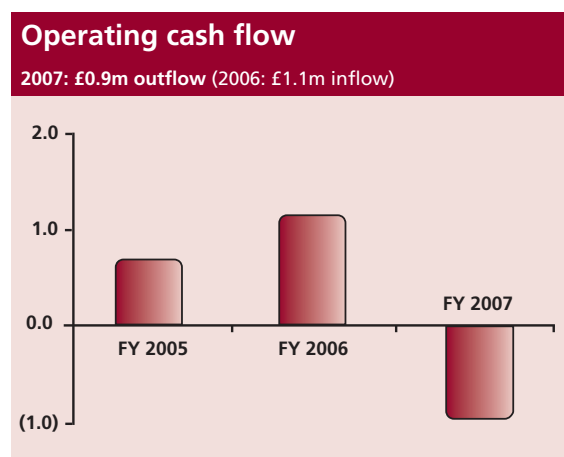 Operating cash flow
2007: £0.9m outflow (2006: £1.1m inflow)
2.0
1.0
FY 2007
0.0
FY 2005 FY 2006
(1.0)